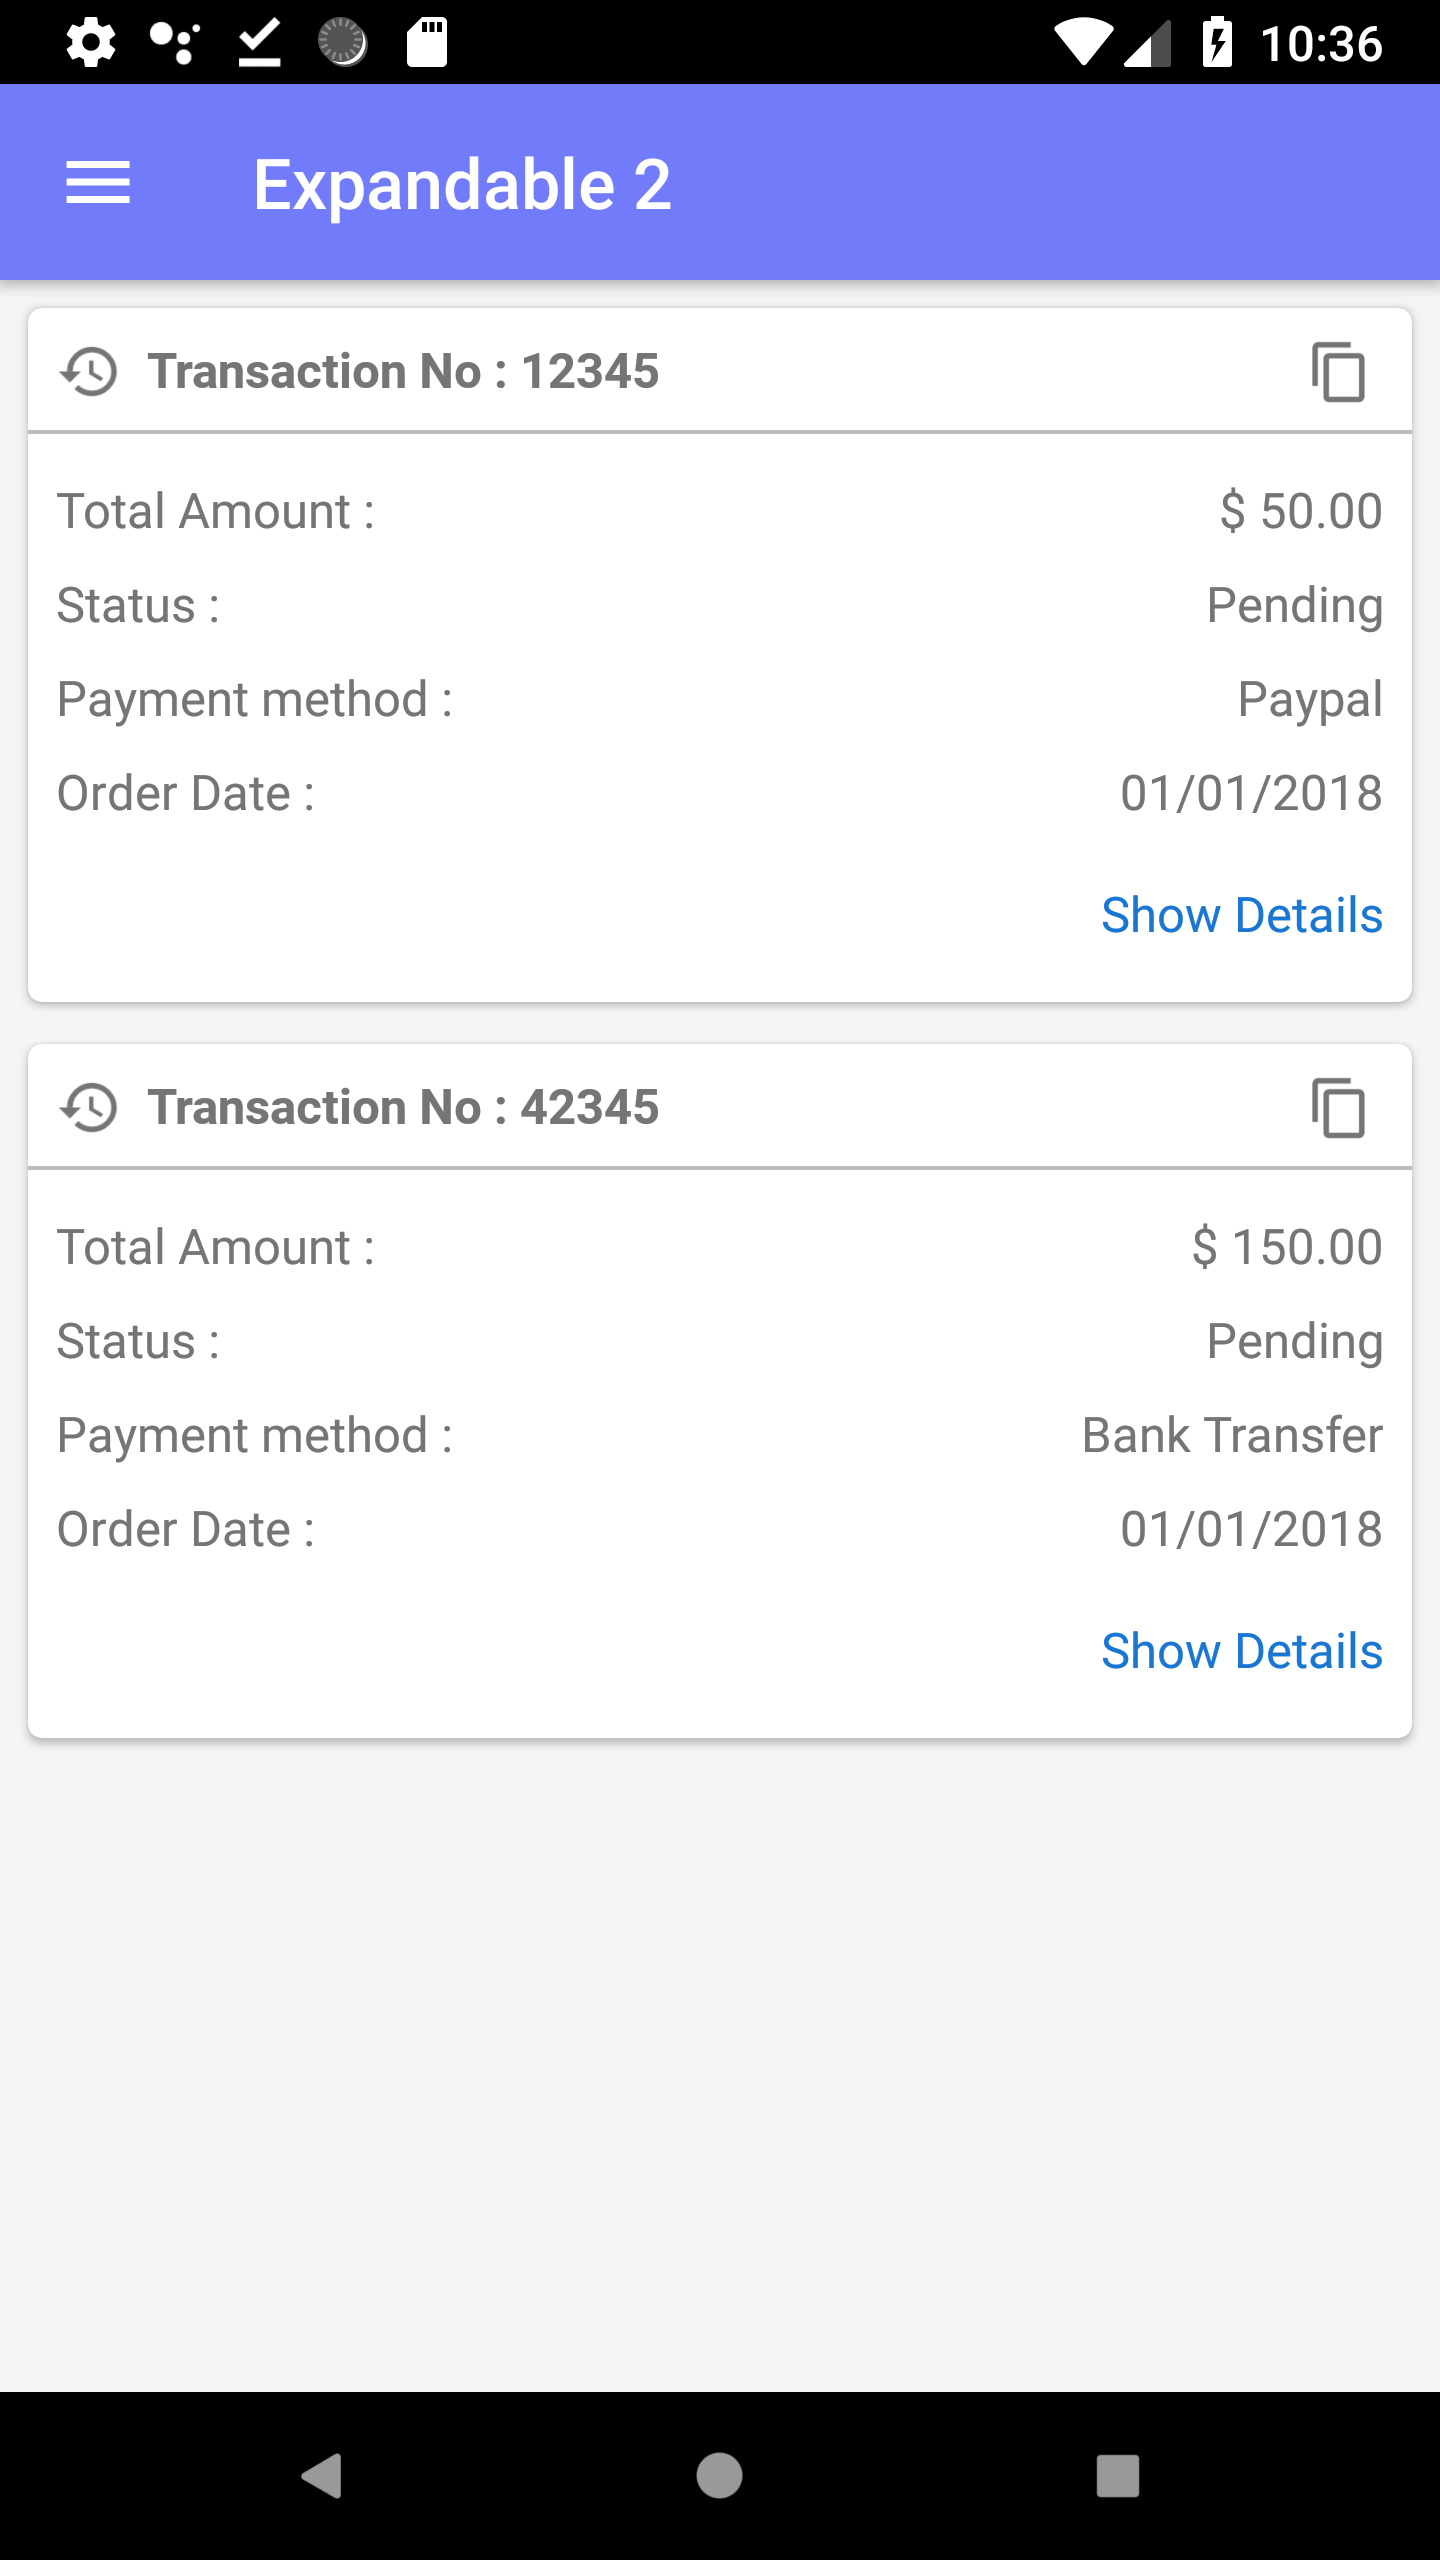 10:36
Expandable 2
Transaction No : 12345
Total Amount : $ 50.00
Status : Pending
Payment method : Paypal
Order Date : 01/01/2018
Show Details
Transaction No : 42345
Total Amount : $ 150.00
Status : Pending
Payment method : Bank Transfer
Order Date : 01/01/2018
Show Details